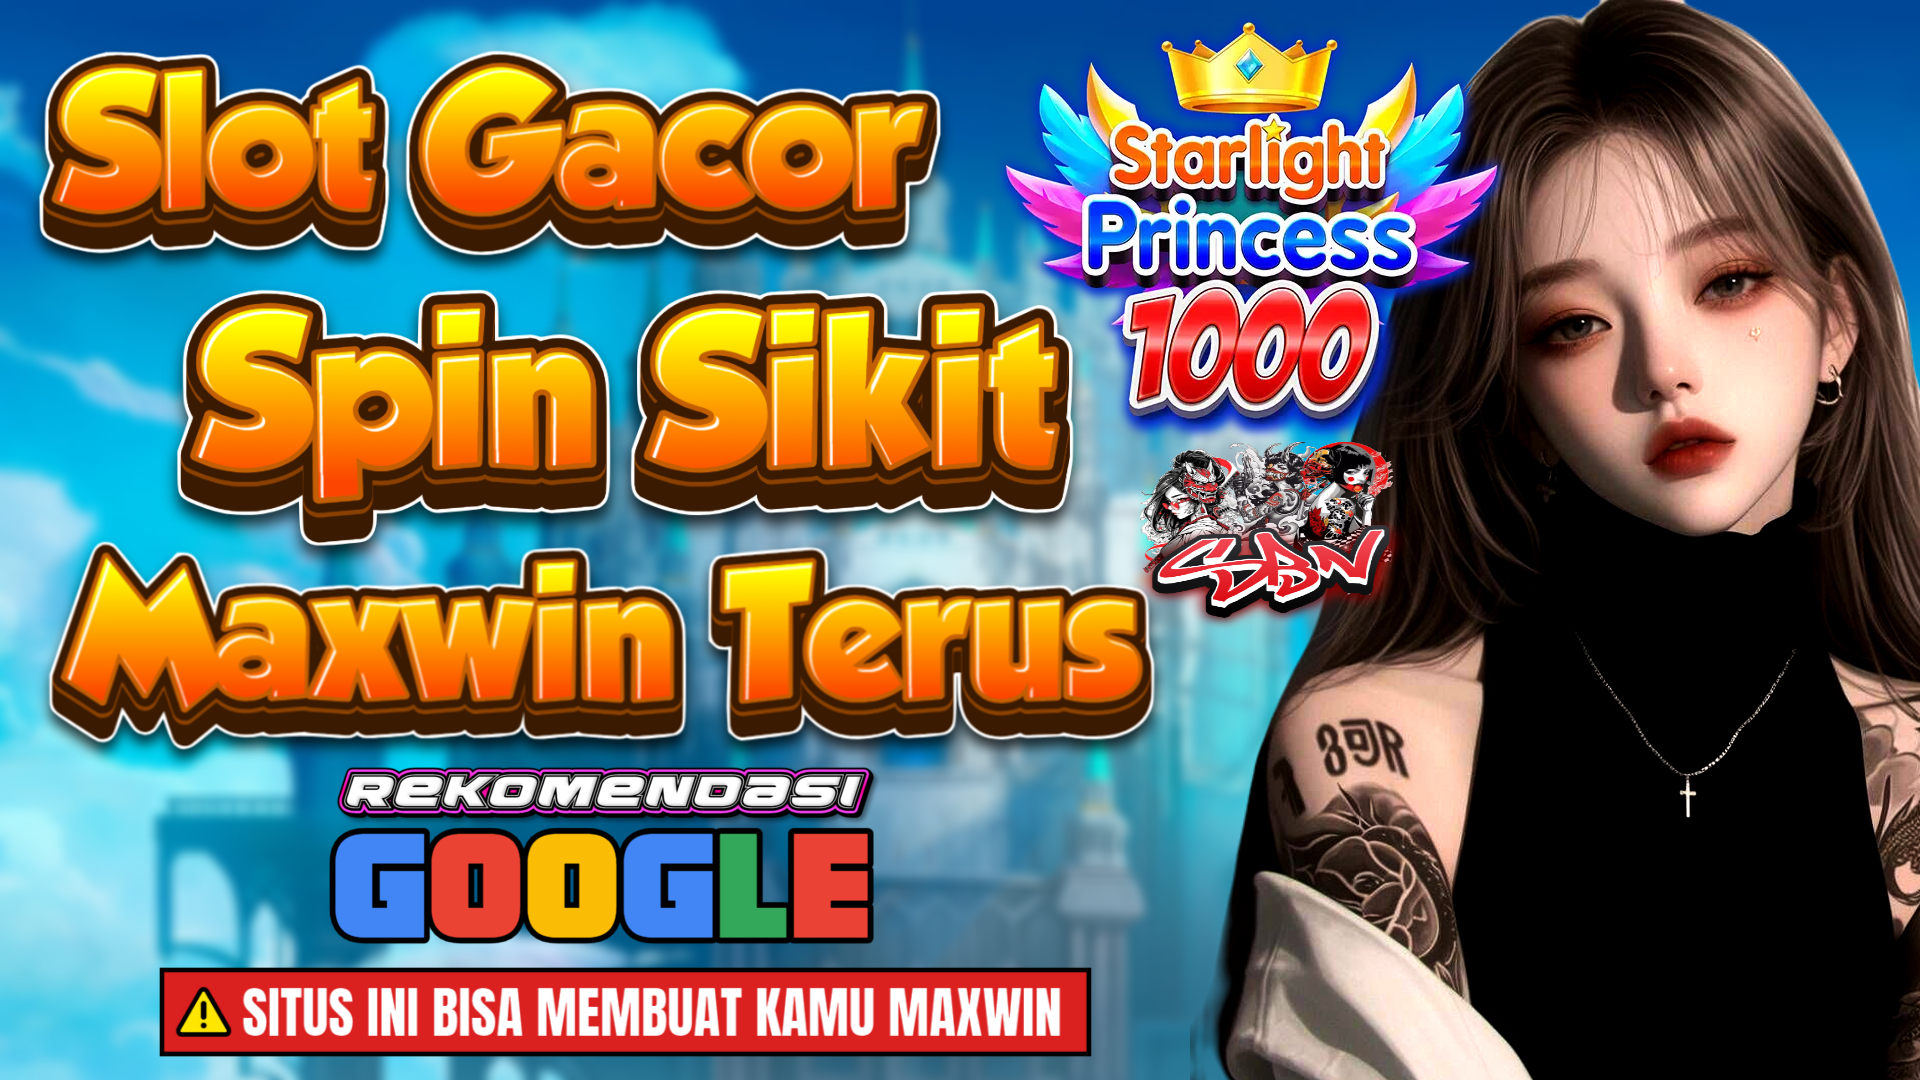 Slot Gacor
Spin Sikit
Maxwin Terus
REKOMENDASI
GOOGLE
SITUS INI BISA MEMBUAT KAMU MAXWIN
Starlight
Princess
1000